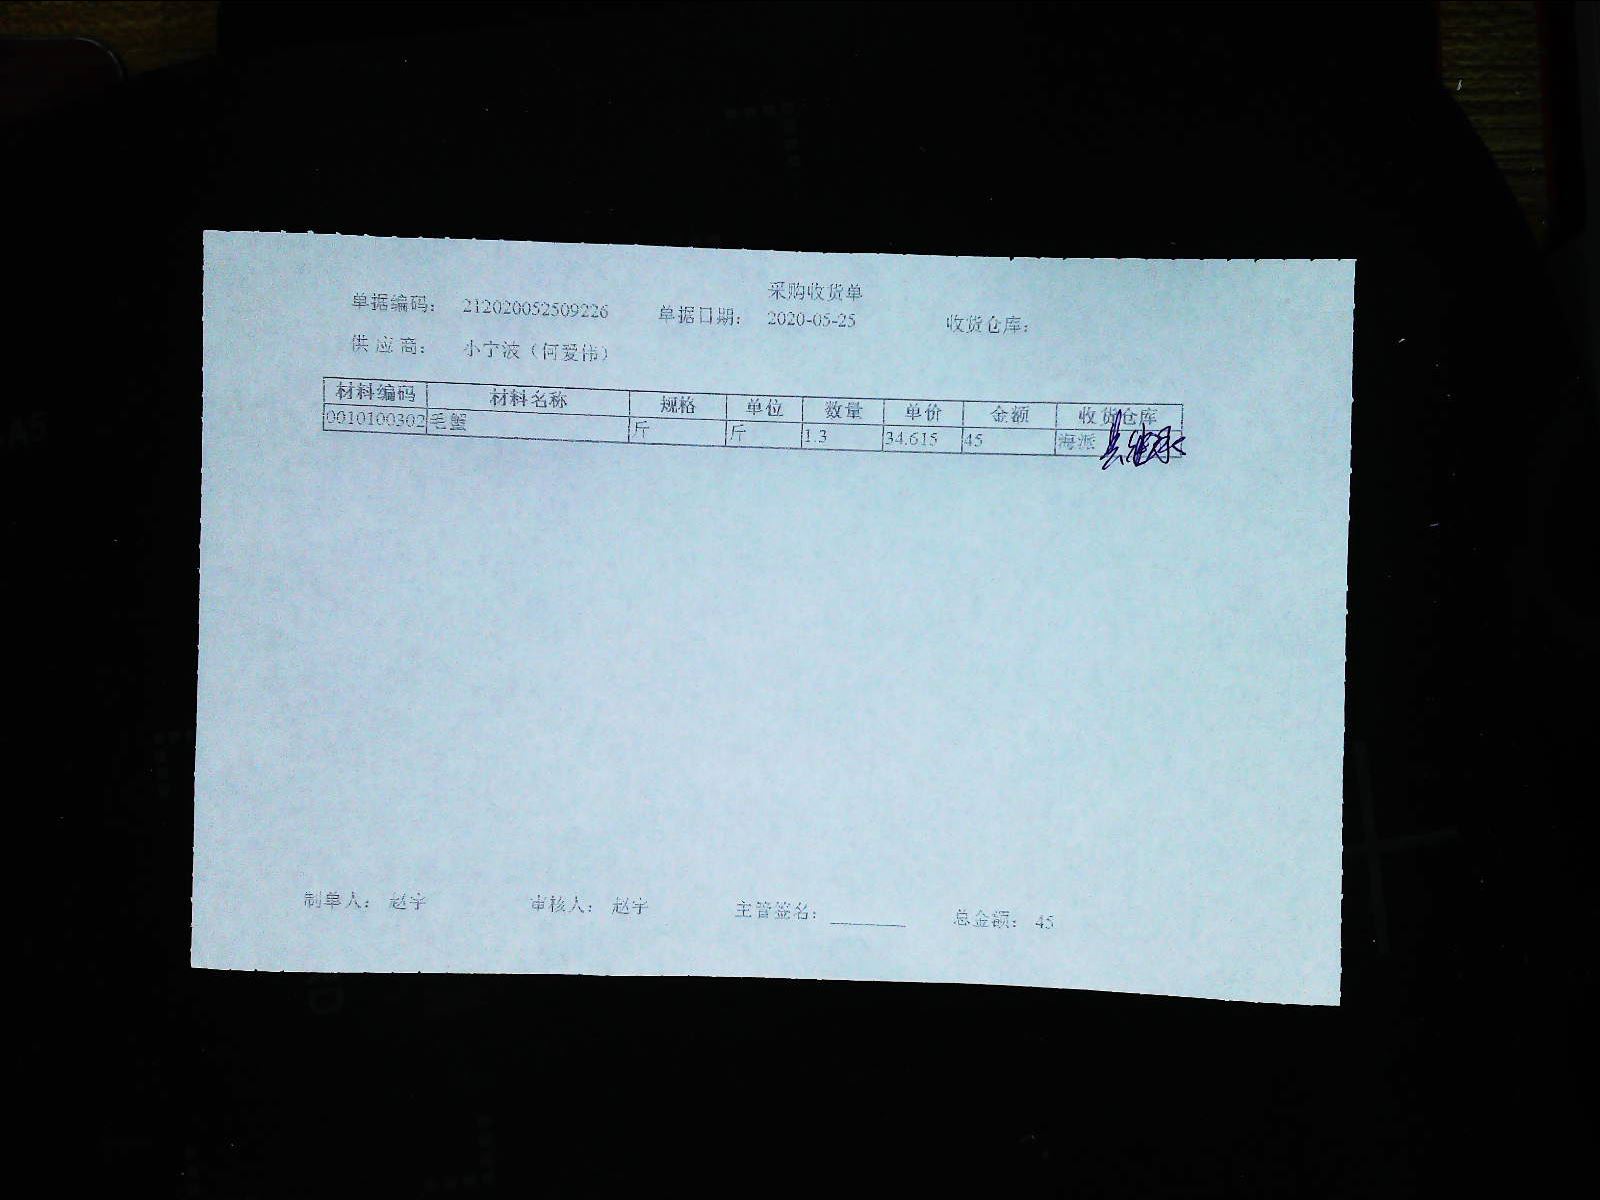 采购收货单
单据编码： 212020052509226 单据日期： 2020-05-25 收货仓库：
供 应 商： 小宁波（何爱伟）
材料编码 材料名称 规格 单位 数量 单价 金额 收货仓库
0010100302 毛蟹 斤 斤 1.3 34.615 45 海派
制单人： 赵宇 审核人： 赵宇 主管签名： 总金额： 45